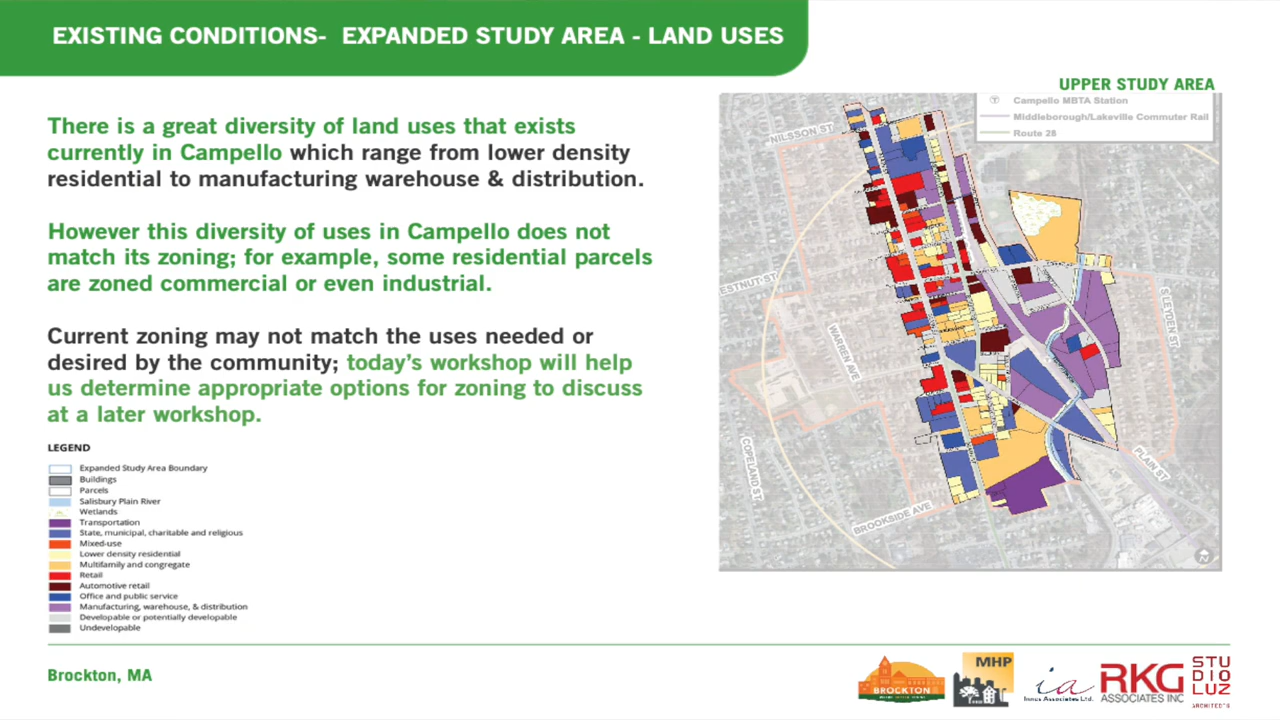 EXISTING CONDITIONS- EXPANDED STUDY AREA - LAND USES
UPPER STUDY AREA
There is a great diversity of land uses that exists
currently in Campello which range from lower density
residential to manufacturing warehouse & distribution.
However this diversity of uses in Campello does not
match its zoning; for example, some residential parcels
are zoned commercial or even industrial.
Current zoning may not match the uses needed or
desired by the community; today's workshop will help
us determine appropriate options for zoning to discuss
at a later workshop.
LEGEND
Expanded Study Area Boundary
Buildings
Parcels
Salisbury Plain River
Wetlands
Transportation
State, municipal, charitable and religious
Mixed-use
Lower density residential
Multifamily and congregate
Retail
Automotive retail
Office and public service
Manufacturing, warehouse, & distribution
Developable or potentially developable
Undevelopable
Campello MBTA Station
Middleborough/Lakeville Commuter Rail
Route 28
NILSSON ST
ESTNUT ST
WARREN AVE
SLEYDEN ST
COPELAND ST
PLAIN ST
BROOKSIDE AVE
Brockton, MA
BROCKTON
MHP
ia
Innes Associates Ltd.
RKG
ASSOCIATES INC
STU
DIO
LUZ
ARCHITECTS